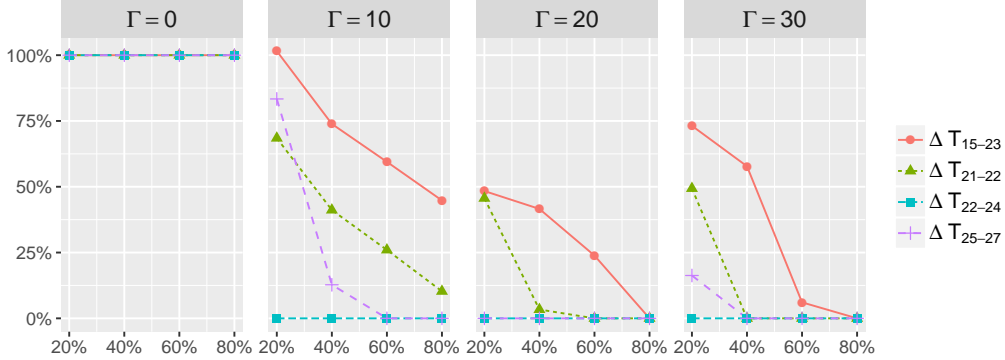 Γ = 0
Γ = 10
Γ = 20
Γ = 30
100%
75%
50%
25%
0%
20% 40% 60% 80%
20% 40% 60% 80%
20% 40% 60% 80%
20% 40% 60% 80%
Δ T15–23
Δ T21–22
Δ T22–24
Δ T25–27